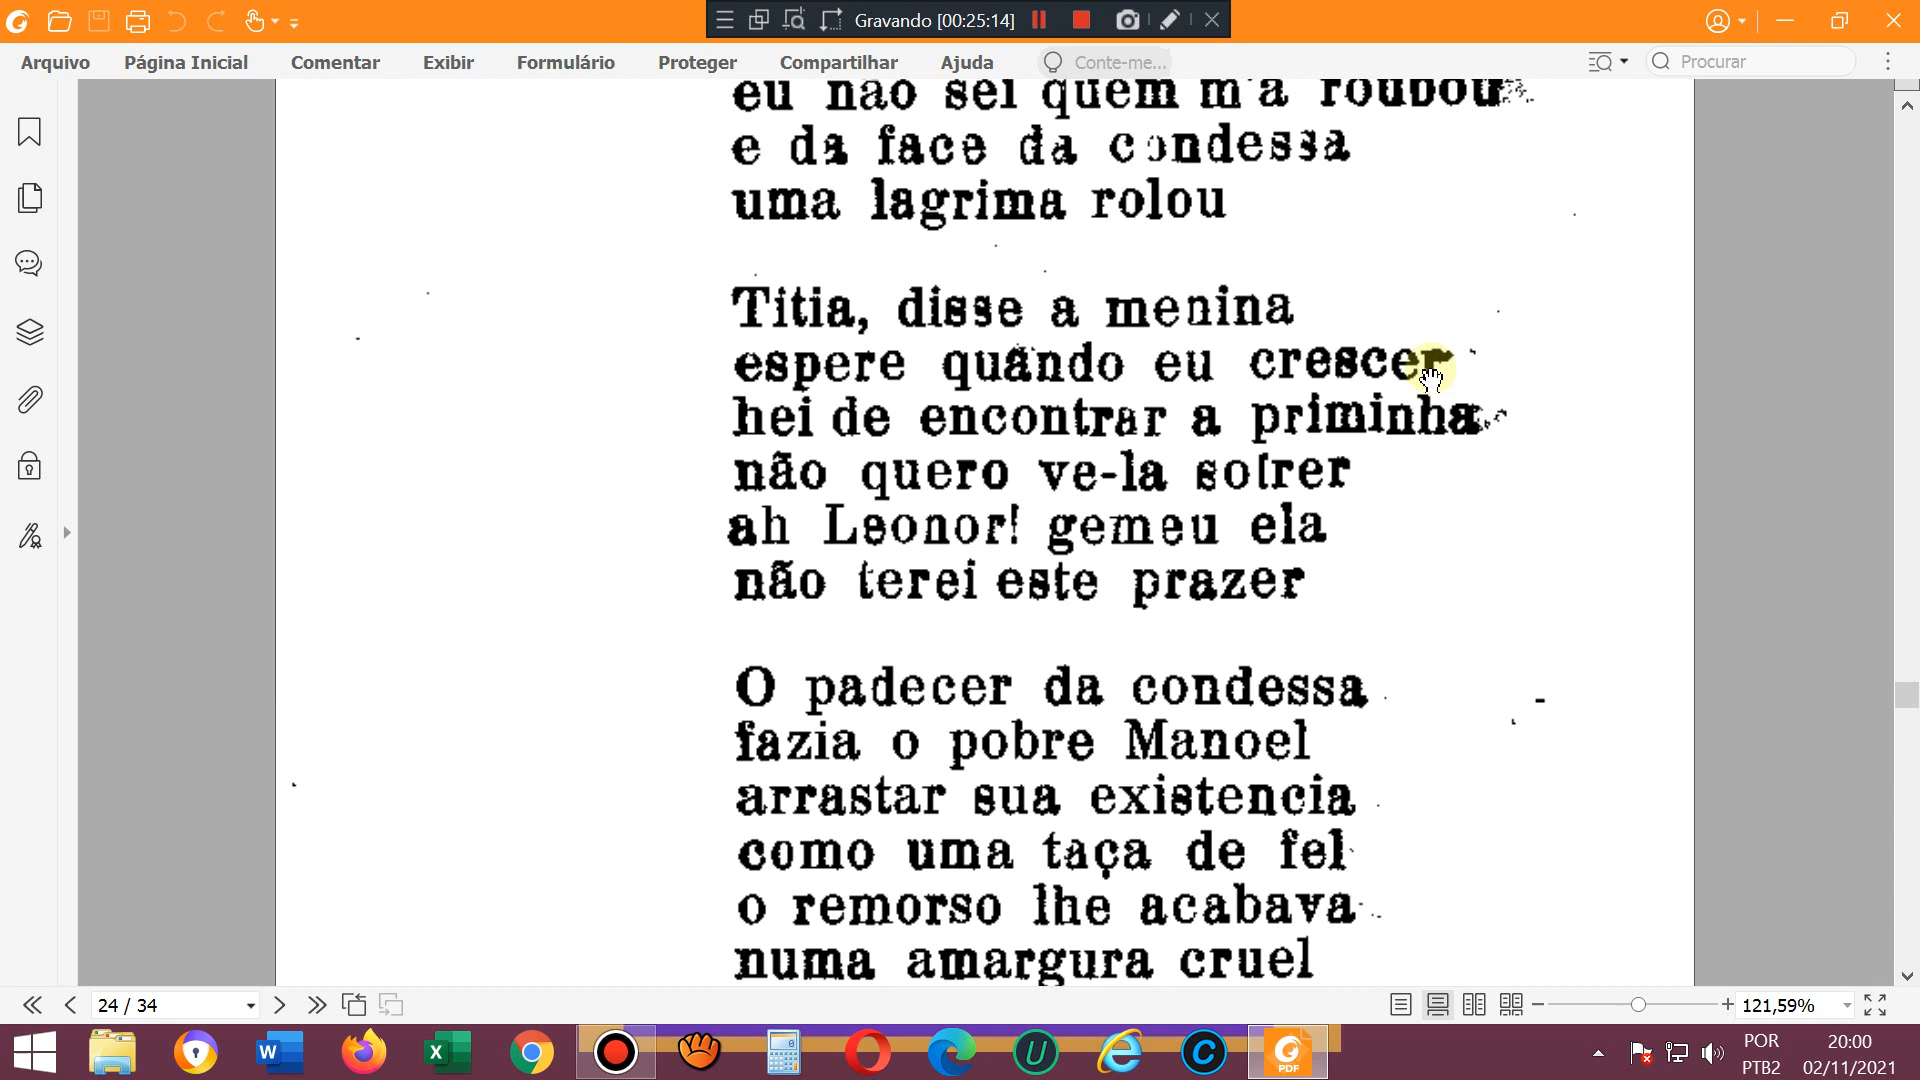 Gravando [00:25:14]
Arquivo Página Inicial Comentar Exibir Formulário Proteger Compartilhar Ajuda Conte-me... Procurar
eu não sei quem m'a roubou
e da face da condessa
uma lagrima rolou
Titia, disse a menina
espere quando eu crescer
hei de encontrar a priminha
não quero ve-la sofrer
ah Leonor! gemeu ela
não terei este prazer
O padecer da condessa
fazia o pobre Manoel
arrastar sua existencia
como uma taça de fel
o remorso lhe acabava
numa amargura cruel
24 / 34 121,59%
POR 20:00
PTB2 02/11/2021